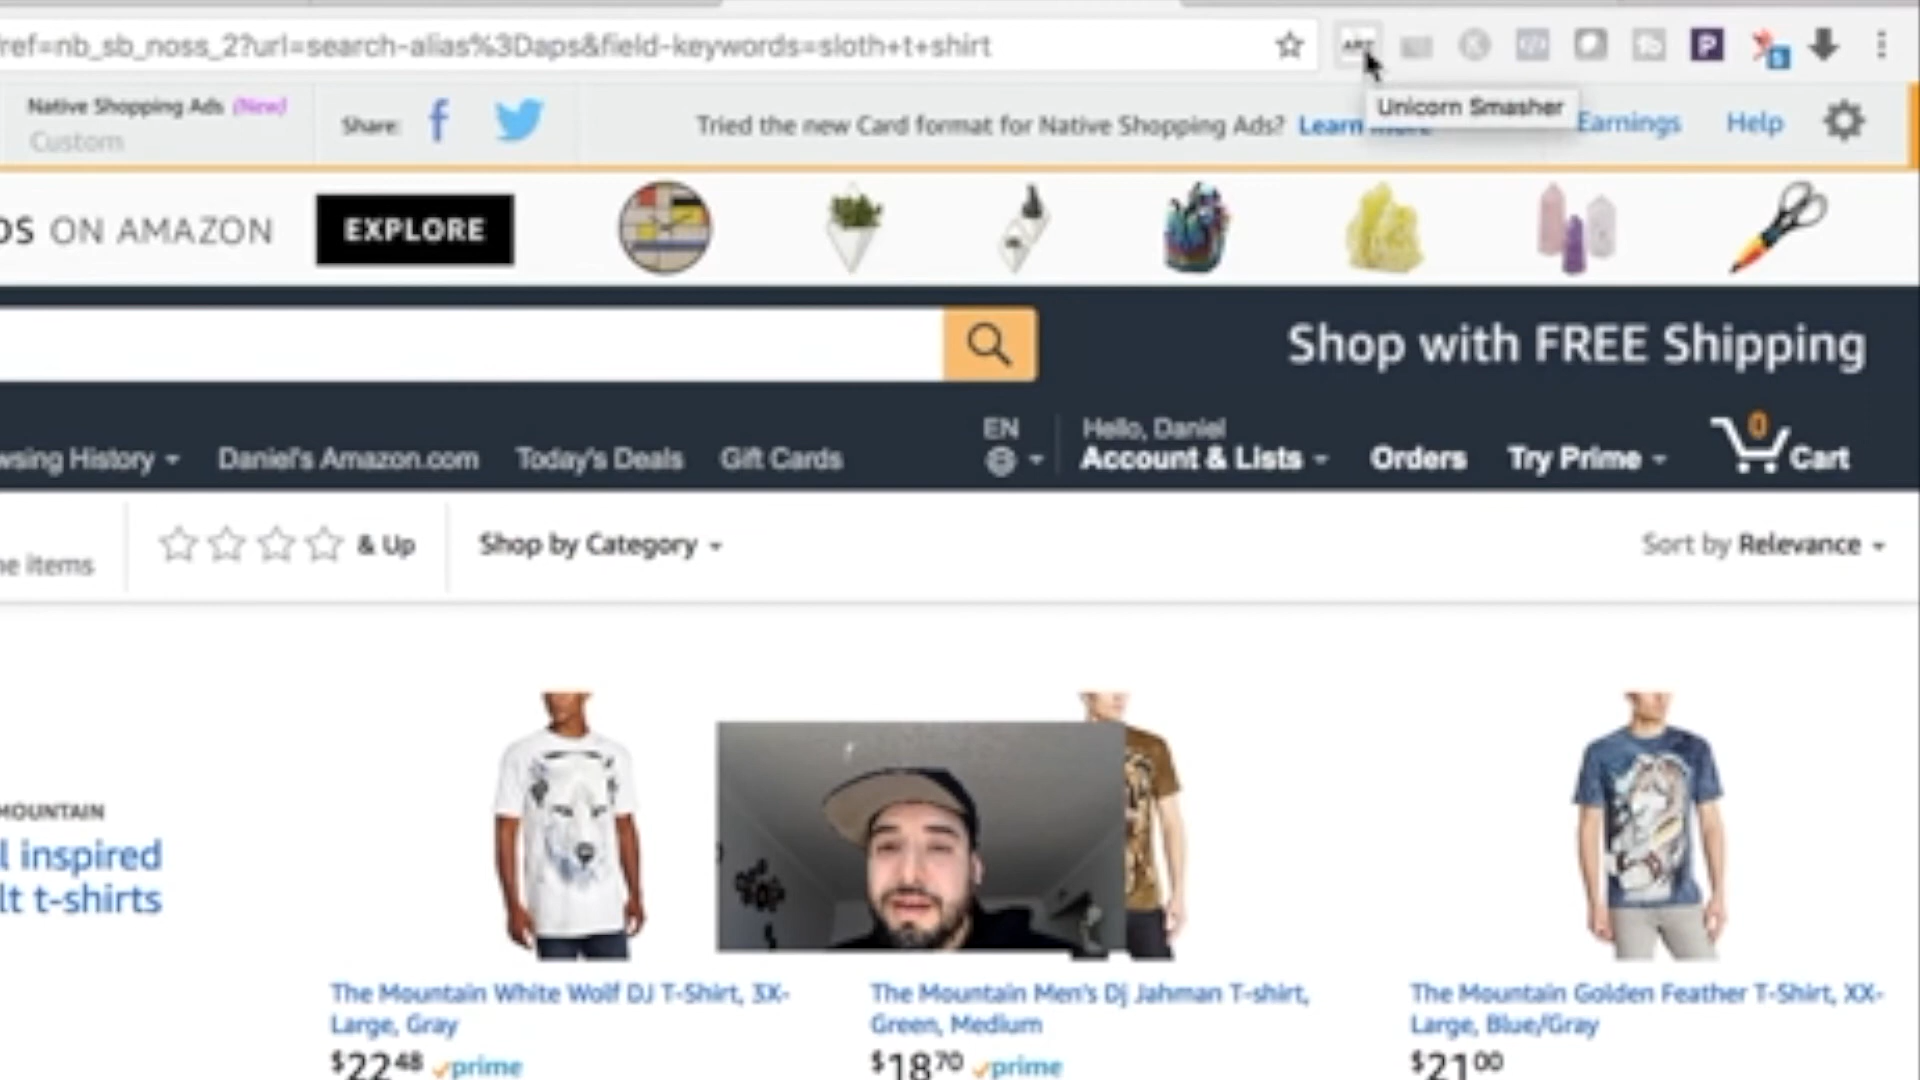 ref=nb_sb_noss_2?url=search-alias%3Daps&field-keywords=sloth+t+shirt
P
Unicorn Smasher
Native Shopping Ads (New)
Custom
Share:
Tried the new Card format for Native Shopping Ads? Learn More
Earnings
Help
DS ON AMAZON
EXPLORE
Shop with FREE Shipping
wsing History
Daniel's Amazon.com
Today's Deals
Gift Cards
EN
Hello, Daniel
Account & Lists
Orders
Try Prime
0
Cart
ne items
& Up
Shop by Category
Sort by Relevance
MOUNTAIN
l inspired
lt t-shirts
The Mountain White Wolf DJ T-Shirt, 3X-
Large, Gray
$22 48 prime
The Mountain Men's Dj Jahman T-shirt,
Green, Medium
$18 70 prime
The Mountain Golden Feather T-Shirt, XX-
Large, Blue/Gray
$21 00